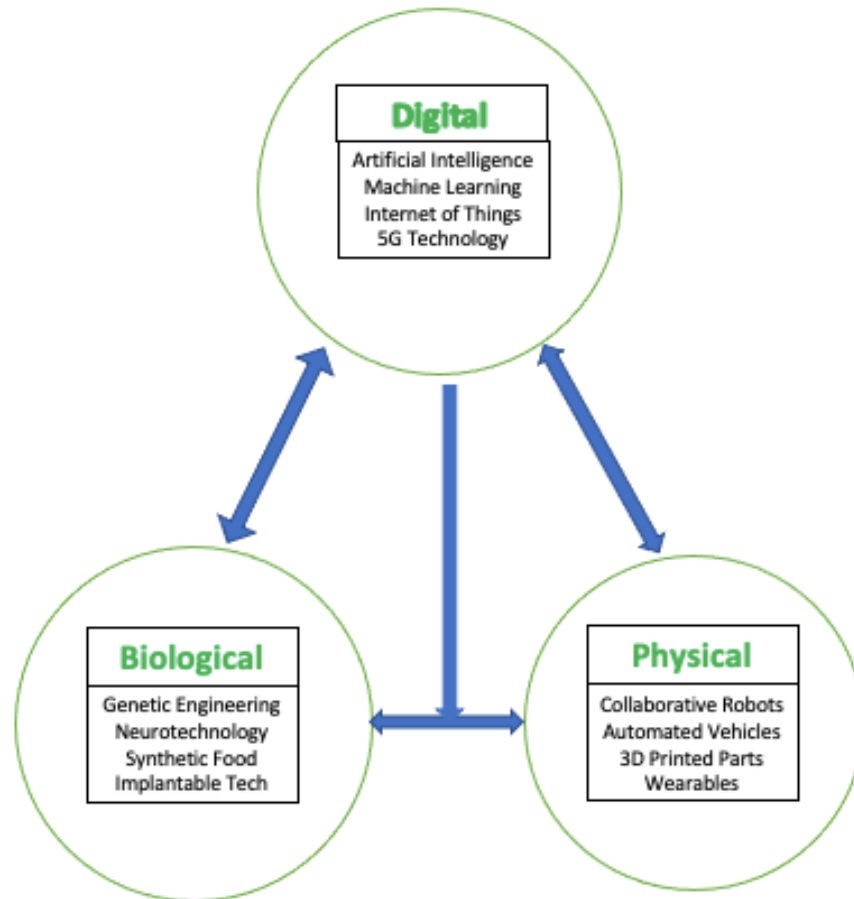 Digital
Artificial Intelligence
Machine Learning
Internet of Things
5G Technology
Biological
Genetic Engineering
Neurotechnology
Synthetic Food
Implantable Tech
Physical
Collaborative Robots
Automated Vehicles
3D Printed Parts
Wearables